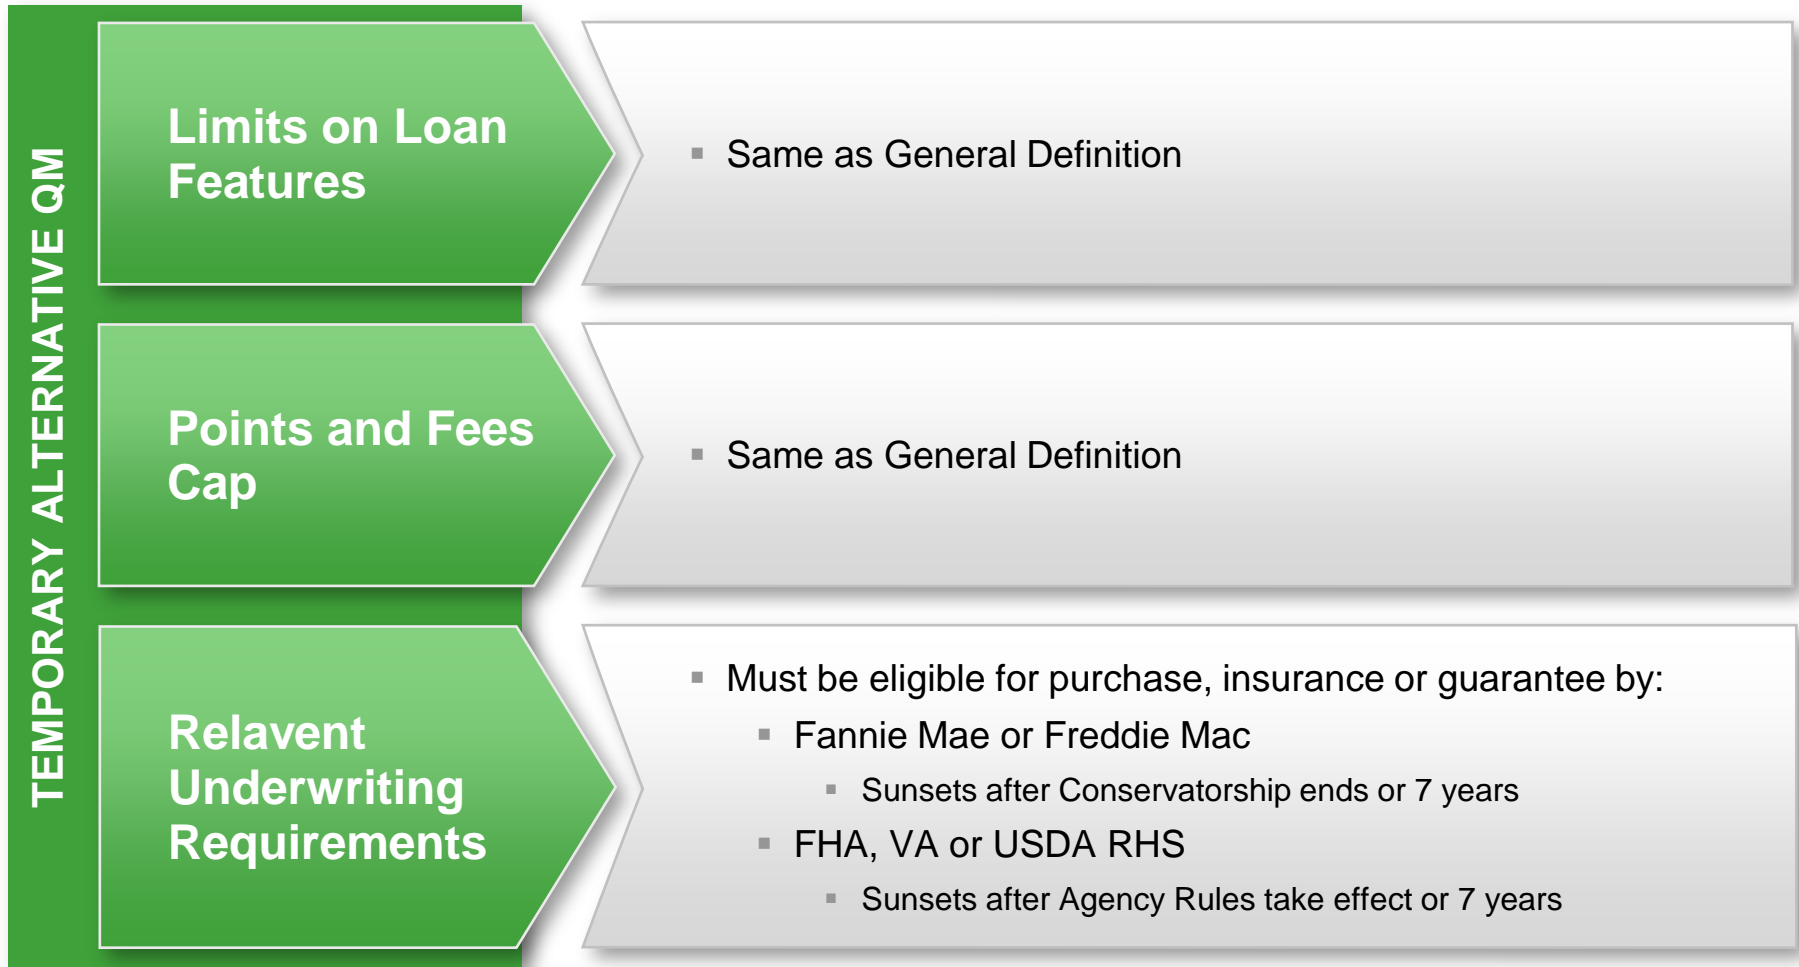 TEMPORARY ALTERNATIVE QM
Limits on Loan
Features
▪ Same as General Definition
Points and Fees
Cap
▪ Same as General Definition
Relavent
Underwriting
Requirements
▪ Must be eligible for purchase, insurance or guarantee by:
▪ Fannie Mae or Freddie Mac
▪ Sunsets after Conservatorship ends or 7 years
▪ FHA, VA or USDA RHS
▪ Sunsets after Agency Rules take effect or 7 years